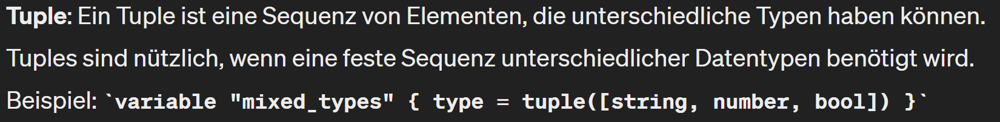 Tuple: Ein Tuple ist eine Sequenz von Elementen, die unterschiedliche Typen haben können.
Tuples sind nützlich, wenn eine feste Sequenz unterschiedlicher Datentypen benötigt wird.
Beispiel: `variable "mixed_types" { type = tuple([string, number, bool]) }`